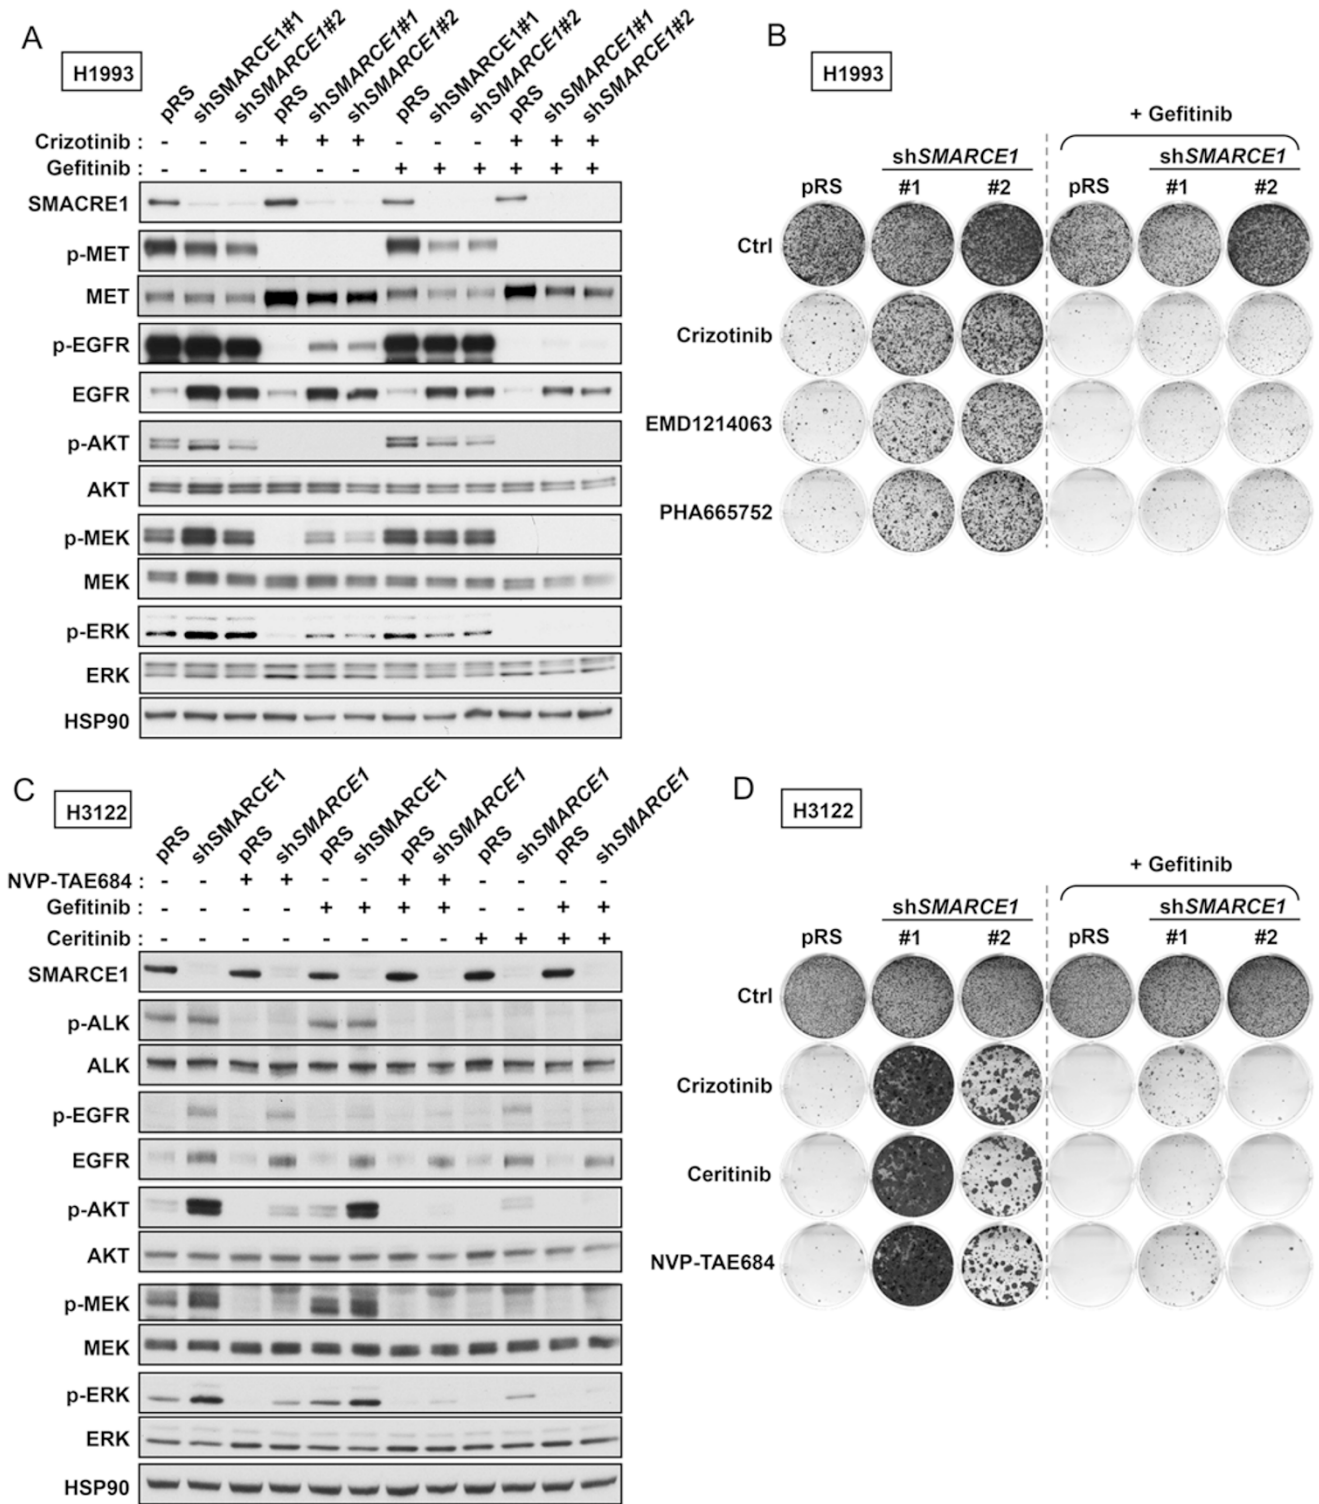 A
H1993
pRS shSMARCE1#1 shSMARCE1#2 pRS shSMARCE1#1 shSMARCE1#2 pRS shSMARCE1#1 shSMARCE1#2 pRS shSMARCE1#1 shSMARCE1#2
Crizotinib : - - - + + + - - - + + +
Gefitinib : - - - - - - + + + + + +
SMACRE1
p-MET
MET
p-EGFR
EGFR
p-AKT
AKT
p-MEK
MEK
p-ERK
ERK
HSP90
B
H1993
+ Gefitinib
shSMARCE1 shSMARCE1
pRS #1 #2 pRS #1 #2
Ctrl
Crizotinib
EMD1214063
PHA665752
C
H3122
pRS shSMARCE1 pRS shSMARCE1 pRS shSMARCE1 pRS shSMARCE1 pRS shSMARCE1 pRS shSMARCE1
NVP-TAE684 : - - + + - - + + - - - -
Gefitinib : - - - - + + + + - - + +
Ceritinib : - - - - - - - - + + + +
SMARCE1
p-ALK
ALK
p-EGFR
EGFR
p-AKT
AKT
p-MEK
MEK
p-ERK
ERK
HSP90
D
H3122
+ Gefitinib
shSMARCE1 shSMARCE1
pRS #1 #2 pRS #1 #2
Ctrl
Crizotinib
Ceritinib
NVP-TAE684